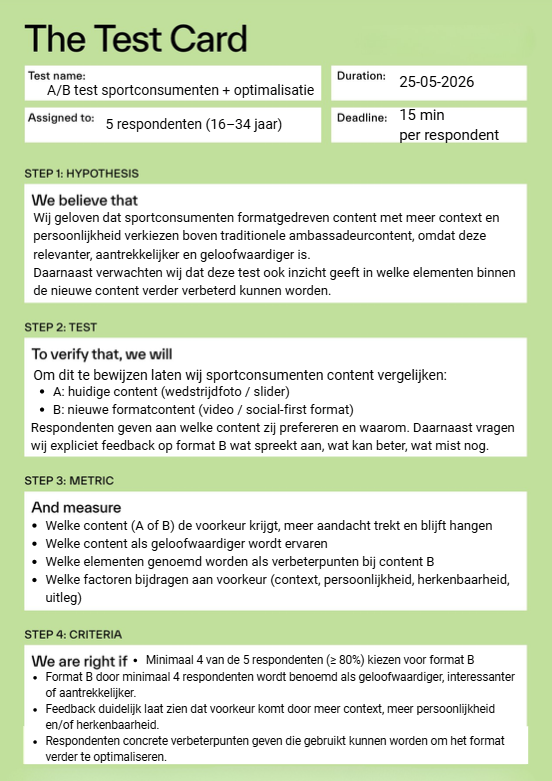 The Test Card
Test name:
A/B test sportconsumenten + optimalisatie
Duration:
25-05-2026
Assigned to:
5 respondenten (16–34 jaar)
Deadline:
15 min
per respondent
STEP 1: HYPOTHESIS
We believe that
Wij geloven dat sportconsumenten formatgedreven content met meer context en
persoonlijkheid verkiezen boven traditionele ambassadeurcontent, omdat deze
relevanter, aantrekkelijker en geloofwaardiger is.
Daarnaast verwachten wij dat deze test ook inzicht geeft in welke elementen binnen
de nieuwe content verder verbeterd kunnen worden.
STEP 2: TEST
To verify that, we will
Om dit te bewijzen laten wij sportconsumenten content vergelijken:
• A: huidige content (wedstrijdfoto / slider)
• B: nieuwe formatcontent (video / social-first format)
Respondenten geven aan welke content zij prefereren en waarom. Daarnaast vragen
wij expliciet feedback op format B wat spreekt aan, wat kan beter, wat mist nog.
STEP 3: METRIC
And measure
• Welke content (A of B) de voorkeur krijgt, meer aandacht trekt en blijft hangen
• Welke content als geloofwaardiger wordt ervaren
• Welke elementen genoemd worden als verbeterpunten bij content B
• Welke factoren bijdragen aan voorkeur (context, persoonlijkheid, herkenbaarheid,
uitleg)
STEP 4: CRITERIA
We are right if • Minimaal 4 van de 5 respondenten (≥ 80%) kiezen voor format B
• Format B door minimaal 4 respondenten wordt benoemd als geloofwaardiger, interessanter
of aantrekkelijker.
• Feedback duidelijk laat zien dat voorkeur komt door meer context, meer persoonlijkheid
en/of herkenbaarheid.
• Respondenten concrete verbeterpunten geven die gebruikt kunnen worden om het format
verder te optimaliseren.